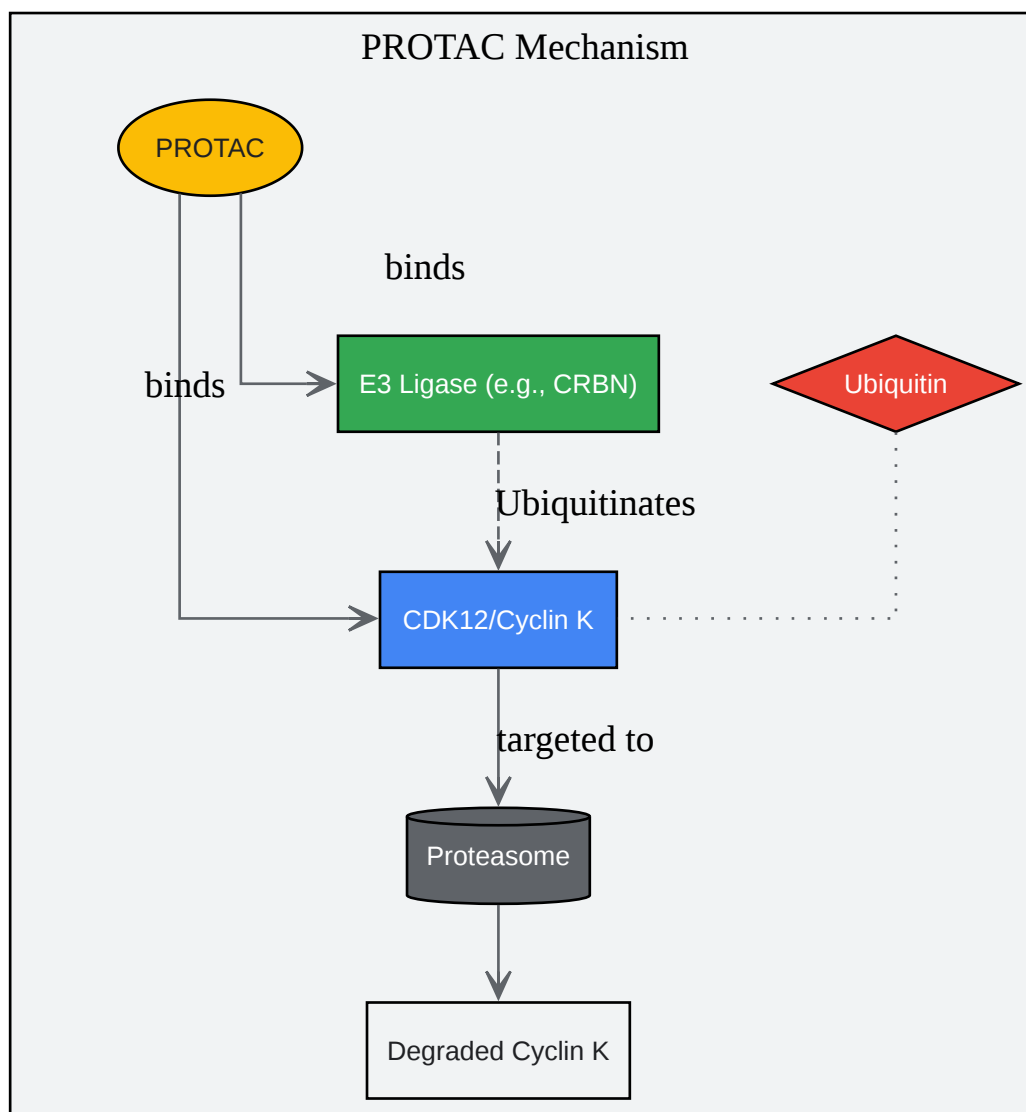 PROTAC Mechanism
PROTAC
binds
binds
E3 Ligase (e.g., CRBN)
Ubiquitin
Ubiquitinates
CDK12/Cyclin K
targeted to
Proteasome
Degraded Cyclin K